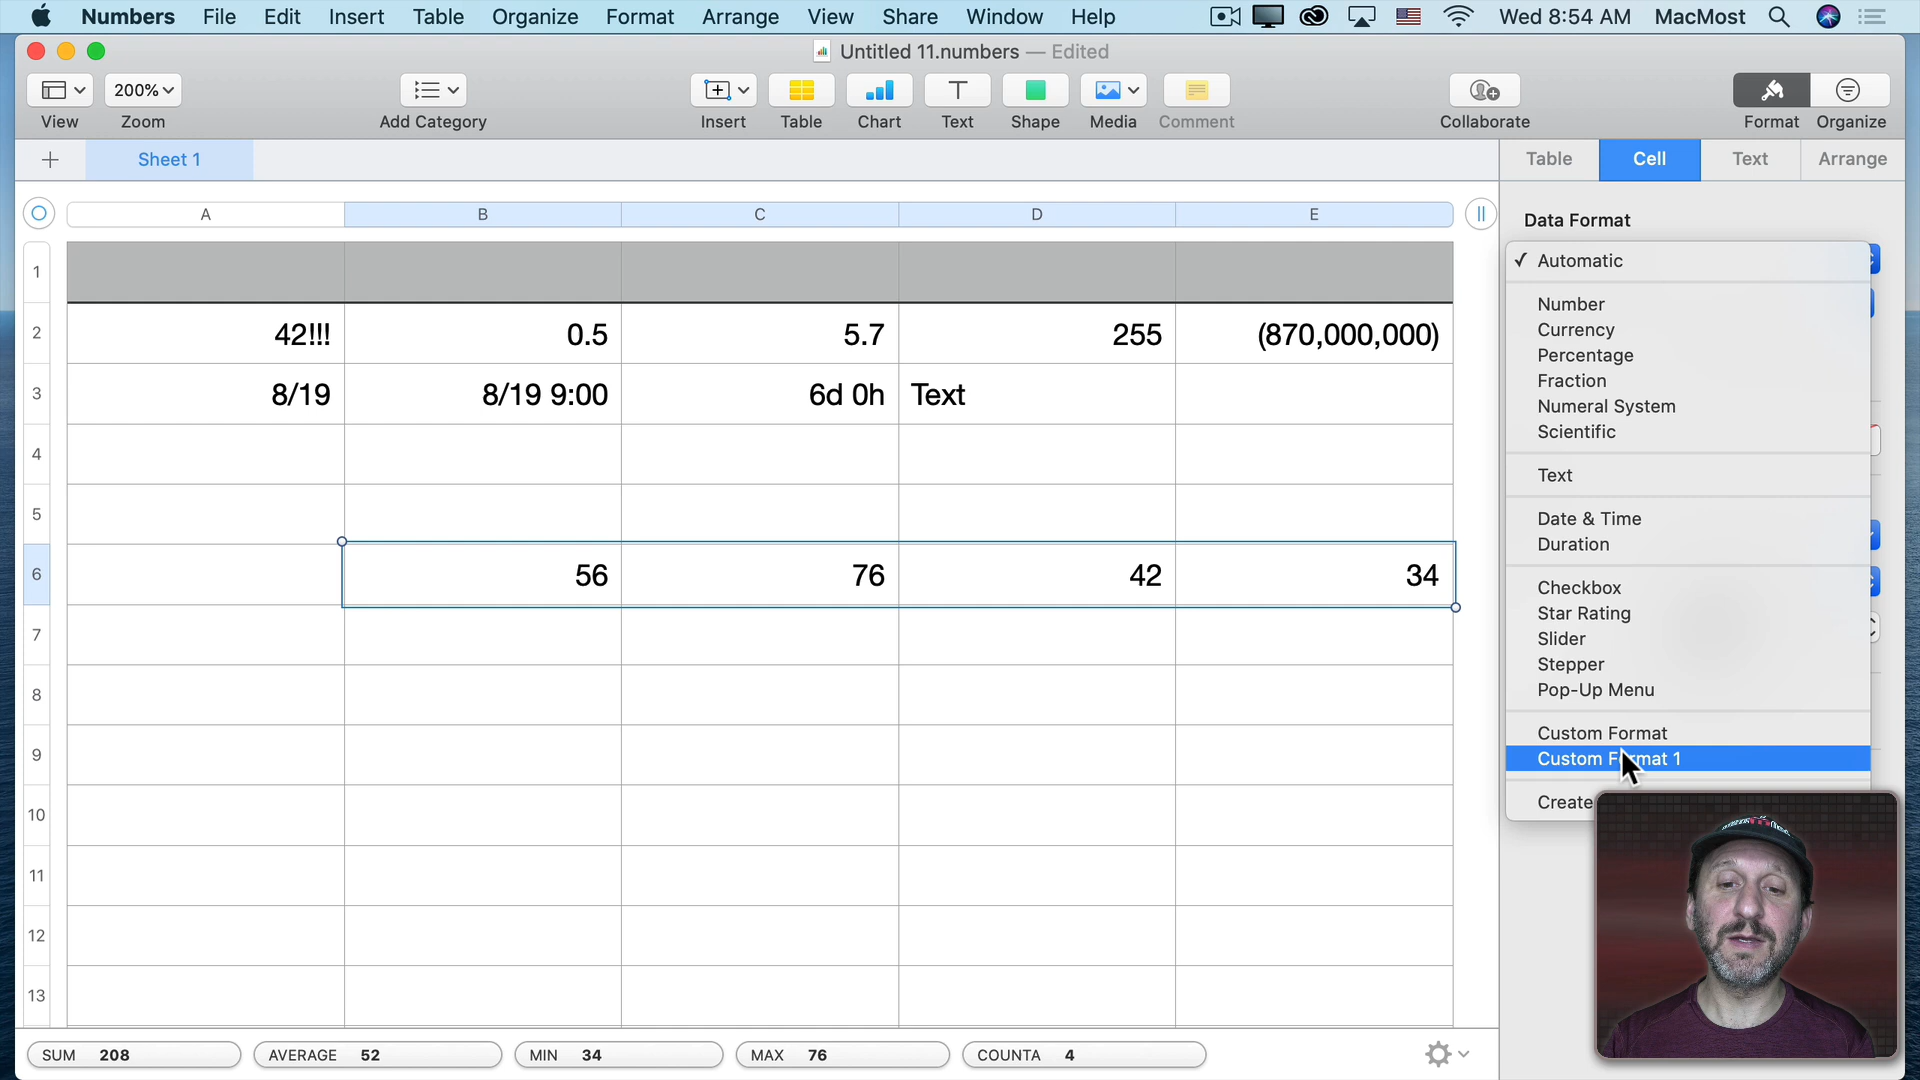 Numbers File Edit Insert Table Organize Format Arrange View Share Window Help Wed 8:54 AM MacMost
Untitled 11.numbers — Edited
200%
View Zoom Add Category Insert Table Chart Text Shape Media Comment Collaborate Format Organize
Sheet 1
Table Cell Text Arrange
A B C D E
Data Format
1
2 42!!! 0.5 5.7 255 (870,000,000)
3 8/19 8/19 9:00 6d 0h Text
4
5
6 56 76 42 34
7
8
9
10
11
12
13
✓ Automatic
Number
Currency
Percentage
Fraction
Numeral System
Scientific
Text
Date & Time
Duration
Checkbox
Star Rating
Slider
Stepper
Pop-Up Menu
Custom Format
Custom Format 1
Create
SUM 208 AVERAGE 52 MIN 34 MAX 76 COUNTA 4